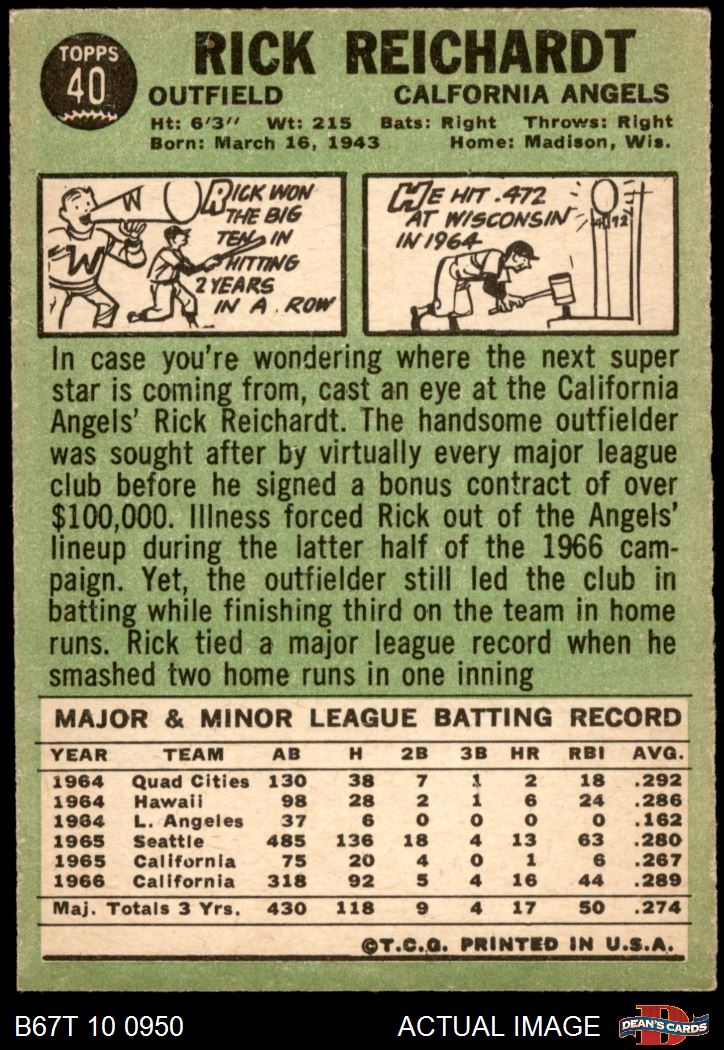 TOPPS
40
RICK REICHARDT
OUTFIELD CALFORNIA ANGELS
Ht: 6'3" Wt: 215 Bats: Right Throws: Right
Born: March 16, 1943 Home: Madison, Wis.
W
W
RICK WON
THE BIG
TEN IN
HITTING
2 YEARS
IN A ROW
HE HIT .472
AT WISCONSIN
IN 1964
.472
In case you're wondering where the next super
star is coming from, cast an eye at the California
Angels' Rick Reichardt. The handsome outfielder
was sought after by virtually every major league
club before he signed a bonus contract of over
$100,000. Illness forced Rick out of the Angels'
lineup during the latter half of the 1966 cam-
paign. Yet, the outfielder still led the club in
batting while finishing third on the team in home
runs. Rick tied a major league record when he
smashed two home runs in one inning
MAJOR & MINOR LEAGUE BATTING RECORD
YEAR TEAM AB H 2B 3B HR RBI AVG.
1964 Quad Cities 130 38 7 1 2 18 .292
1964 Hawaii 98 28 2 1 6 24 .286
1964 L. Angeles 37 6 0 0 0 0 .162
1965 Seattle 485 136 18 4 13 63 .280
1965 California 75 20 4 0 1 6 .267
1966 California 318 92 5 4 16 44 .289
Maj. Totals 3 Yrs. 430 118 9 4 17 50 .274
©T.C.G. PRINTED IN U.S.A.
B67T 10 0950 ACTUAL IMAGE
D
DEAN'S CARDS